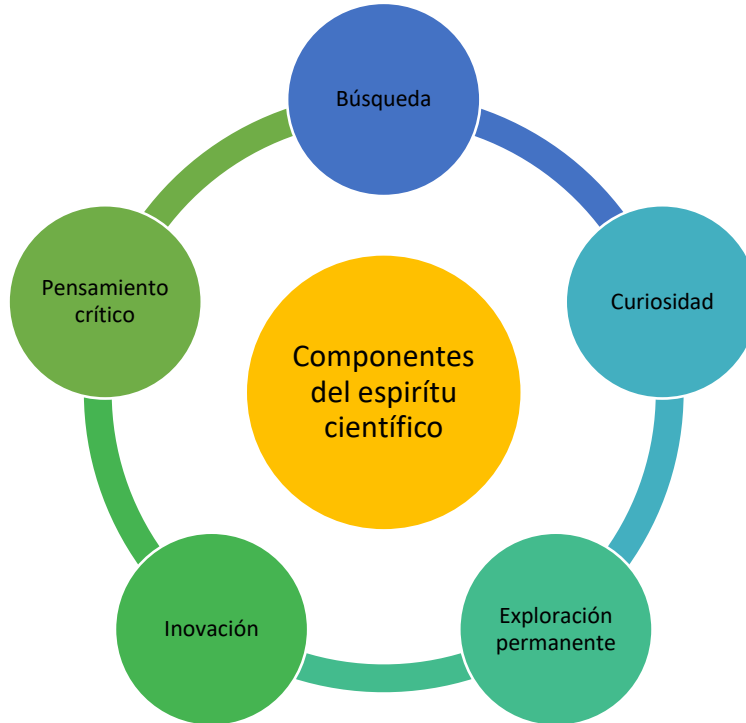 Búsqueda
Curiosidad
Exploración
permanente
Inovación
Pensamiento
crítico
Componentes
del espirítu
científico